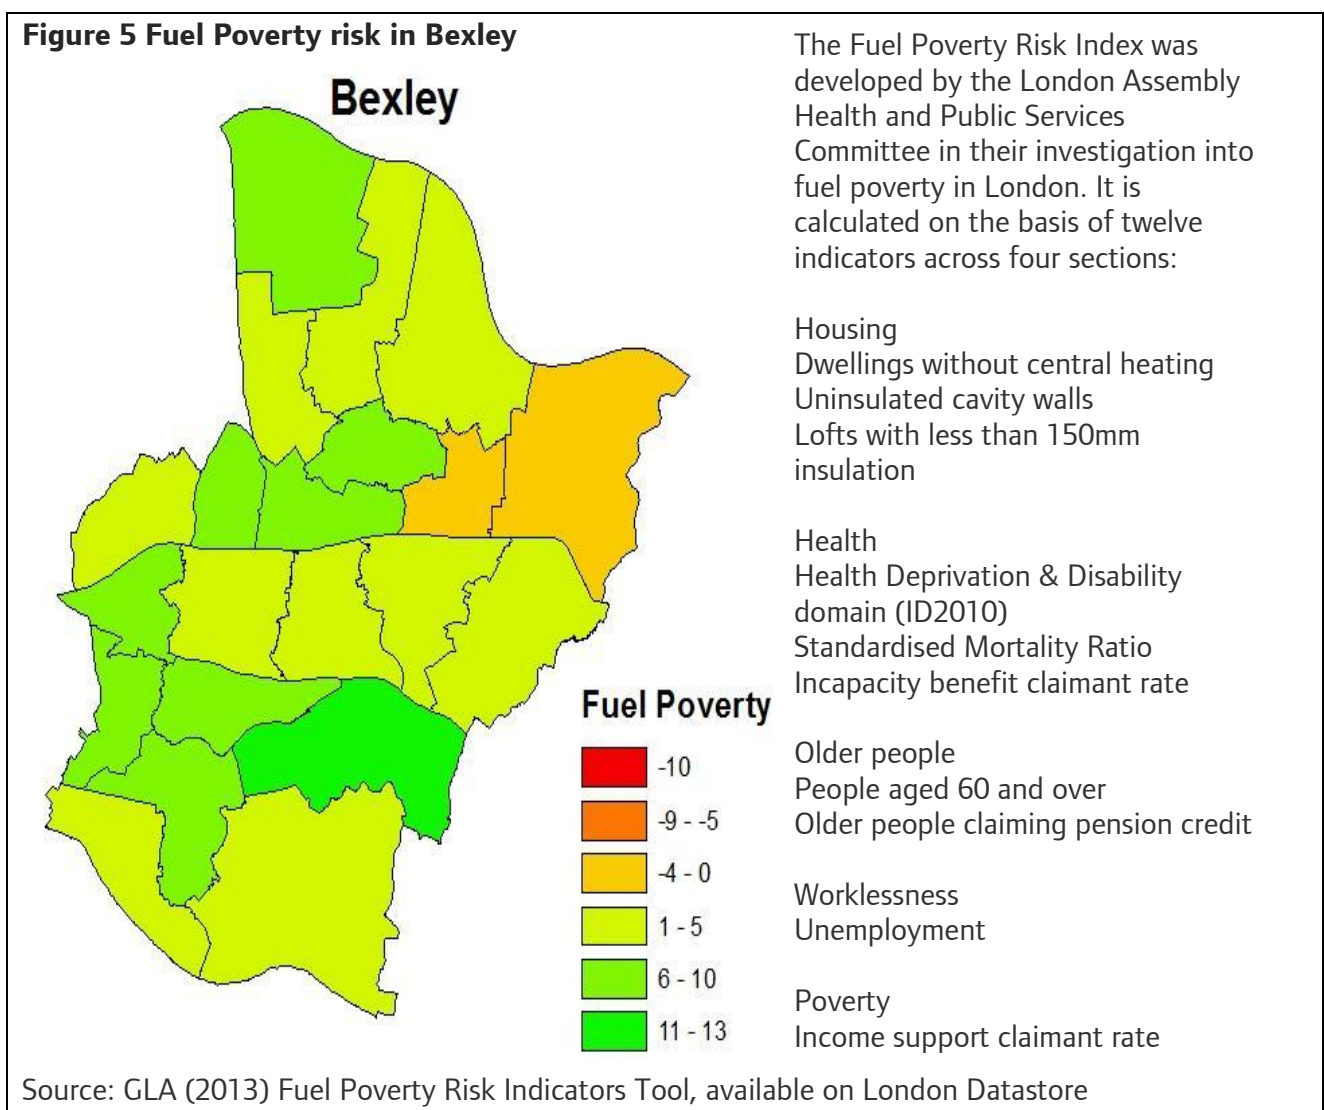 Figure 5 Fuel Poverty risk in Bexley
Bexley
The Fuel Poverty Risk Index was
developed by the London Assembly
Health and Public Services
Committee in their investigation into
fuel poverty in London. It is
calculated on the basis of twelve
indicators across four sections:
Housing
Dwellings without central heating
Uninsulated cavity walls
Lofts with less than 150mm
insulation
Health
Health Deprivation & Disability
domain (ID2010)
Standardised Mortality Ratio
Incapacity benefit claimant rate
Older people
People aged 60 and over
Older people claiming pension credit
Worklessness
Unemployment
Poverty
Income support claimant rate
Fuel Poverty
-10
-9 - -5
-4 - 0
1 - 5
6 - 10
11 - 13
Source: GLA (2013) Fuel Poverty Risk Indicators Tool, available on London Datastore